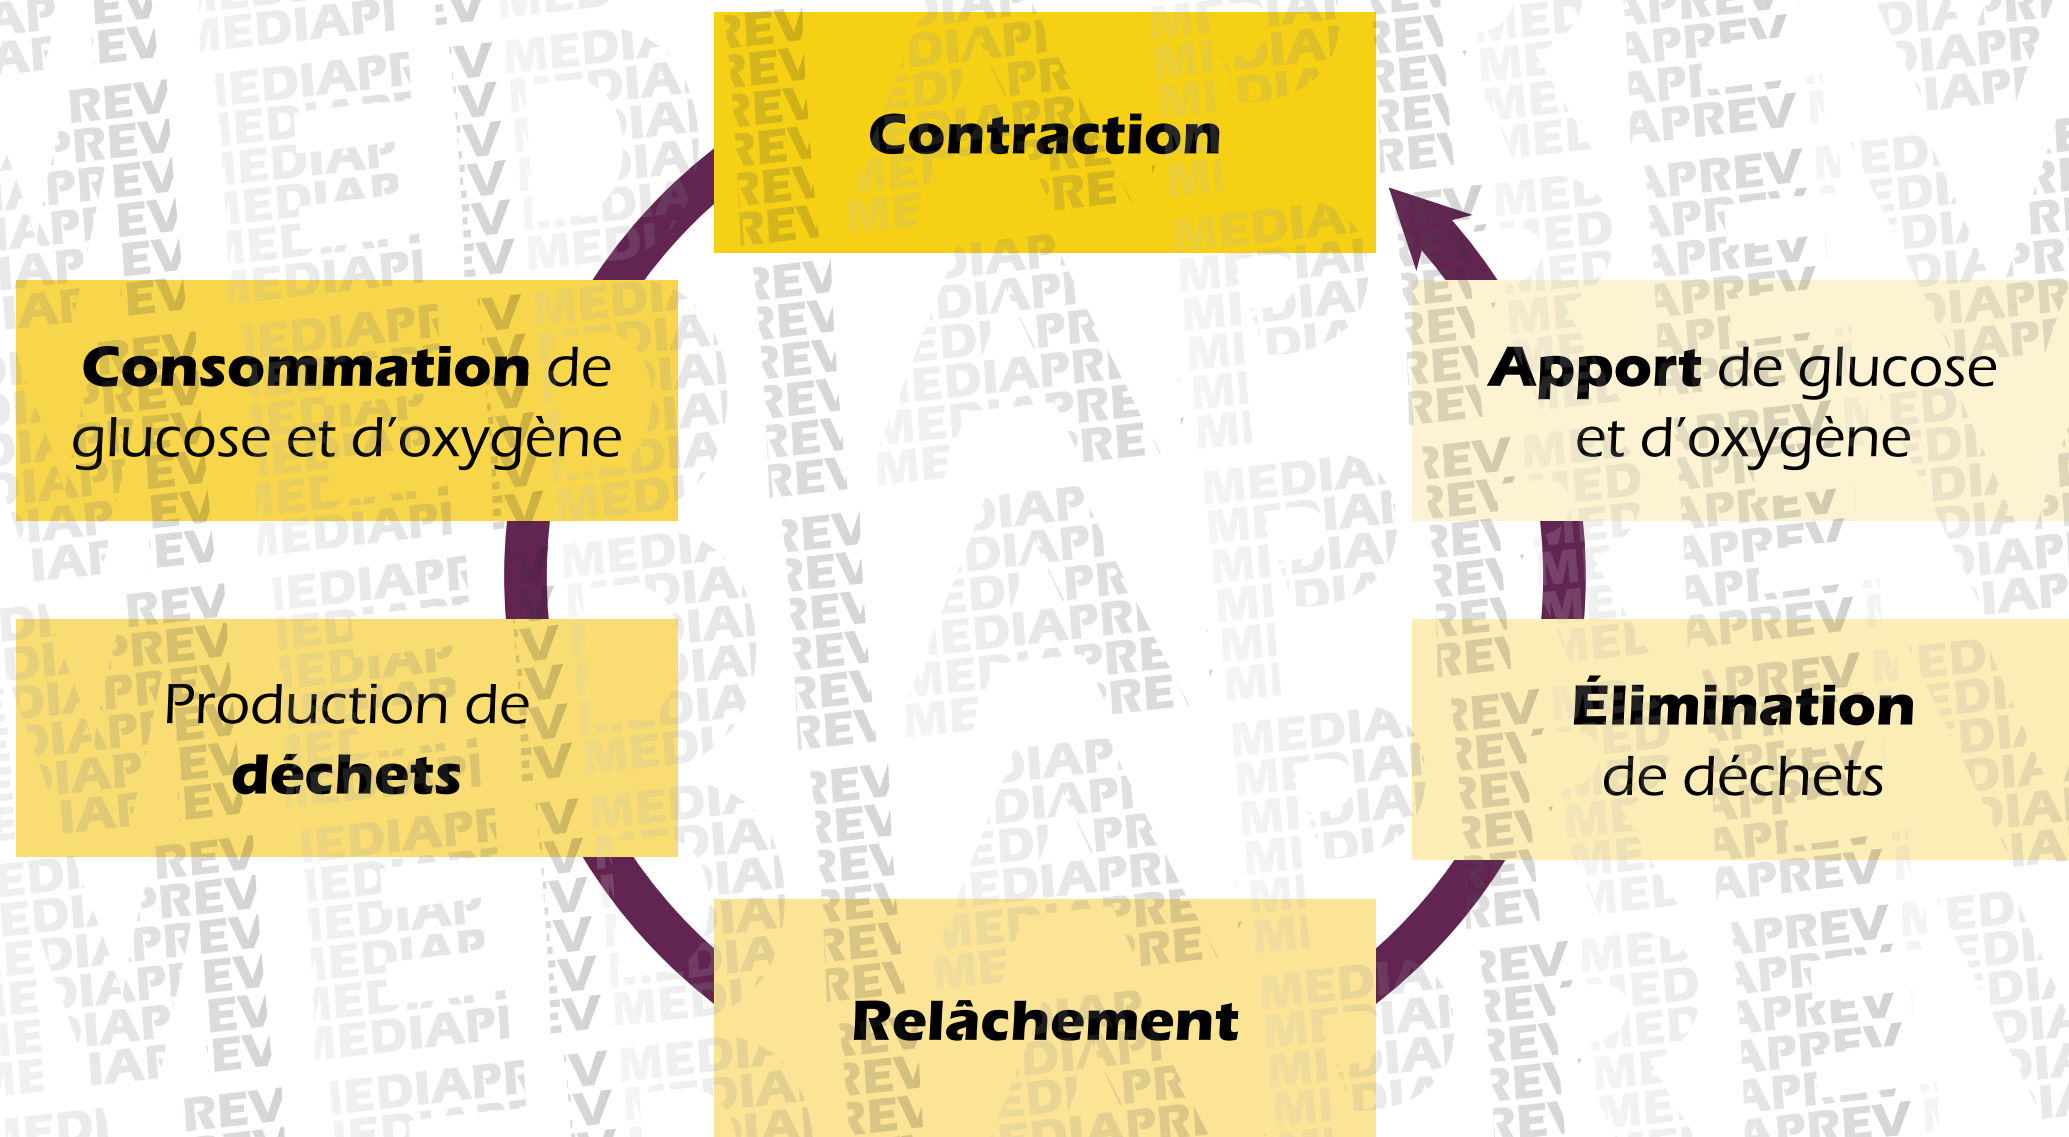 Contraction
Consommation de
glucose et d'oxygène
Production de
déchets
Relâchement
Élimination
de déchets
Apport de glucose
et d'oxygène